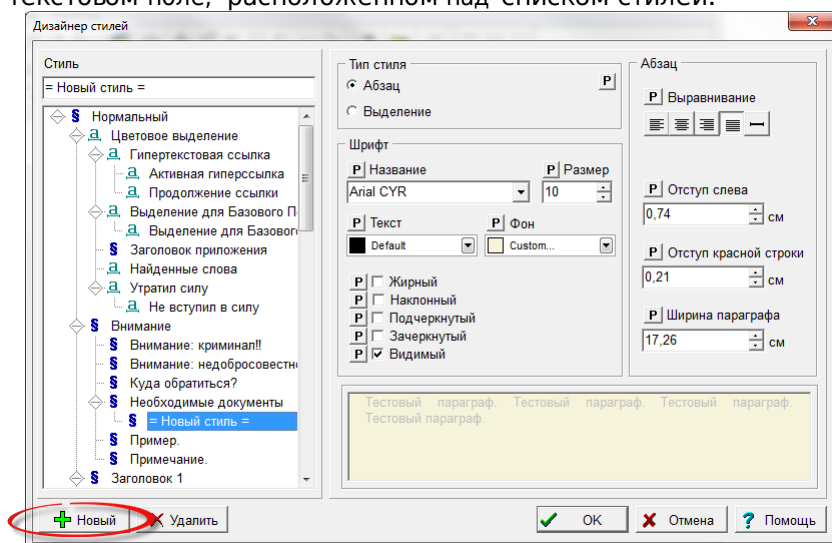 текстовом поле, расположенном над списком стилей.
Дизайнер стилей
Стиль
= Новый стиль =
Нормальный
Цветовое выделение
Гипертекстовая ссылка
Активная гиперссылка
Продолжение ссылки
Выделение для Базового П
Выделение для Базового
Заголовок приложения
Найденные слова
Утратил силу
Не вступил в силу
Внимание
Внимание: криминал!!
Внимание: недобросовестн
Куда обратиться?
Необходимые документы
= Новый стиль =
Пример.
Примечание.
Заголовок 1
Тип стиля
Абзац P
Выделение
Шрифт
P Название P Размер
Arial CYR 10
P Текст P Фон
Default Custom...
P Жирный
P Наклонный
P Подчеркнутый
P Зачеркнутый
P Видимый
Абзац
P Выравнивание
P Отступ слева
0,74 см
P Отступ красной строки
0,21 см
P Ширина параграфа
17,26 см
Тестовый параграф. Тестовый параграф. Тестовый параграф.
Тестовый параграф.
Новый Удалить OK Отмена ? Помощь